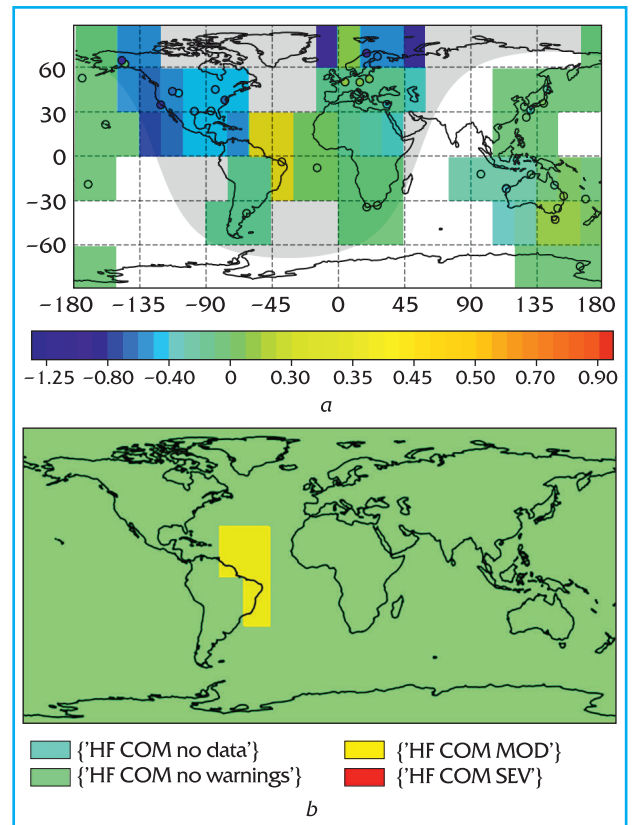 60
30
0
−30
−60
−180 −135 −90 −45 0 45 90 135 180
−1.25 −0.80 −0.40 0 0.30 0.35 0.45 0.50 0.70 0.90
a
{'HF COM no data'} {'HF COM MOD'}
{'HF COM no warnings'} {'HF COM SEV'}
b